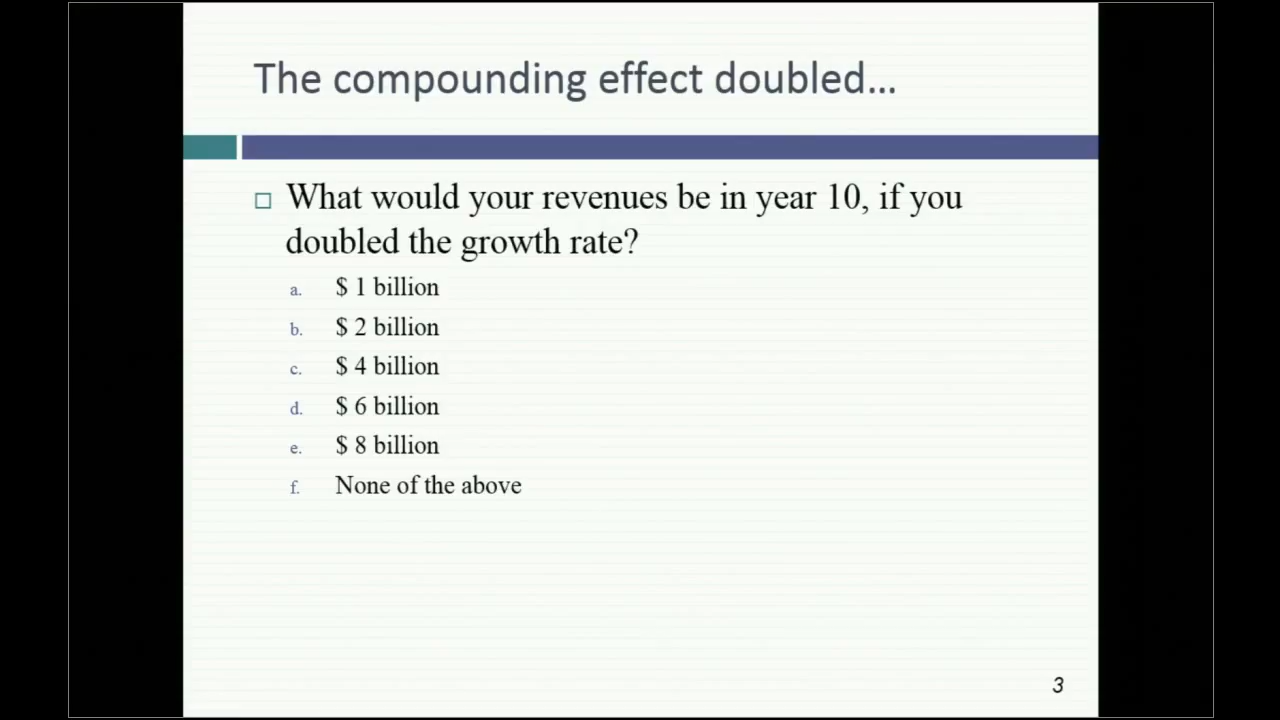 The compounding effect doubled...
What would your revenues be in year 10, if you
doubled the growth rate?
a. $ 1 billion
b. $ 2 billion
c. $ 4 billion
d. $ 6 billion
e. $ 8 billion
f. None of the above
3